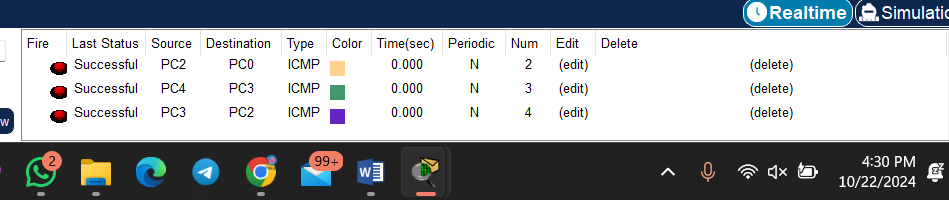 Realtime Simulatio
Fire Last Status Source Destination Type Color Time(sec) Periodic Num Edit Delete
Successful PC2 PC0 ICMP 0.000 N 2 (edit) (delete)
Successful PC4 PC3 ICMP 0.000 N 3 (edit) (delete)
Successful PC3 PC2 ICMP 0.000 N 4 (edit) (delete)
w
2 99+ W 4:30 PM
10/22/2024